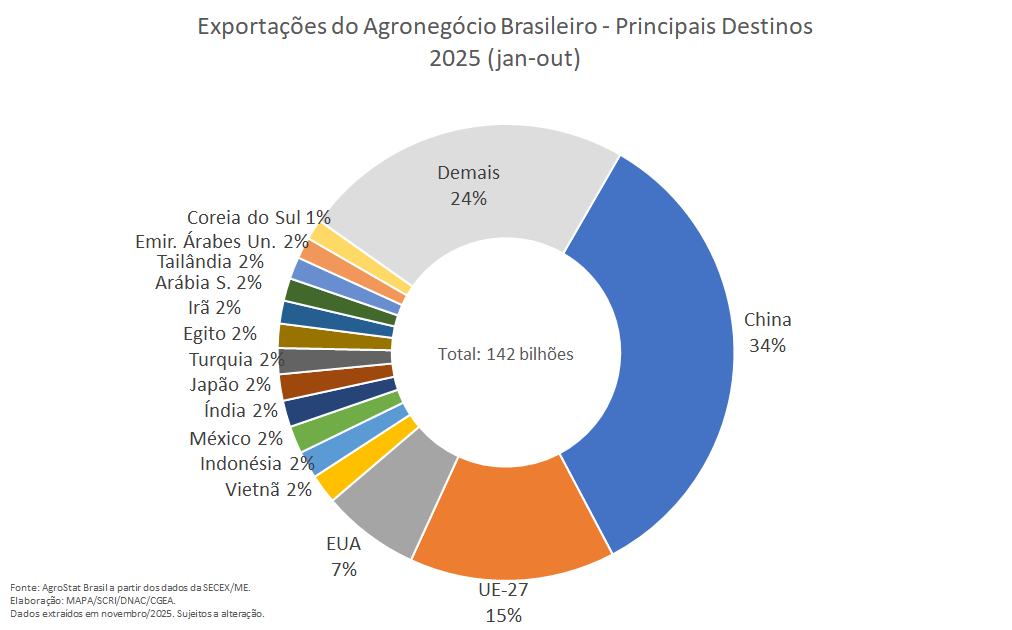 Exportações do Agronegócio Brasileiro - Principais Destinos
2025 (jan-out)
Demais
24%
Coreia do Sul 1%
Emir. Árabes Un. 2%
Tailândia 2%
Arábia S. 2%
Irã 2%
Egito 2%
Turquia 2%
Japão 2%
Índia 2%
México 2%
Indonésia 2%
Vietnã 2%
China
34%
Total: 142 bilhões
EUA
7%
UE-27
15%
Fonte: AgroStat Brasil a partir dos dados da SECEX/ME.
Elaboração: MAPA/SCRI/DNAC/CGEA.
Dados extraídos em novembro/2025. Sujeitos a alteração.